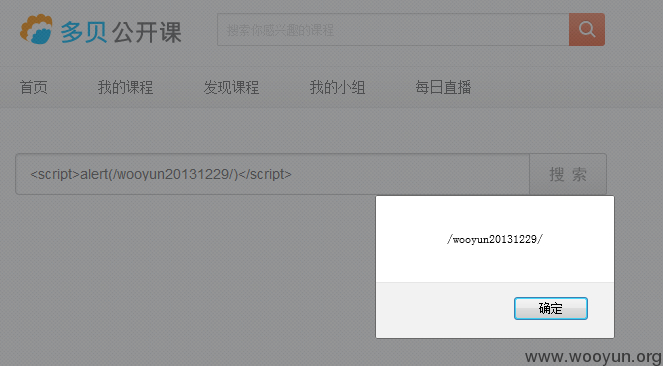 多贝公开课
搜索你感兴趣的课程
首页 我的课程 发现课程 我的小组 每日直播
<script>alert(/wooyun20131229/)</script> 搜 索
/wooyun20131229/
确定
www.wooyun.org